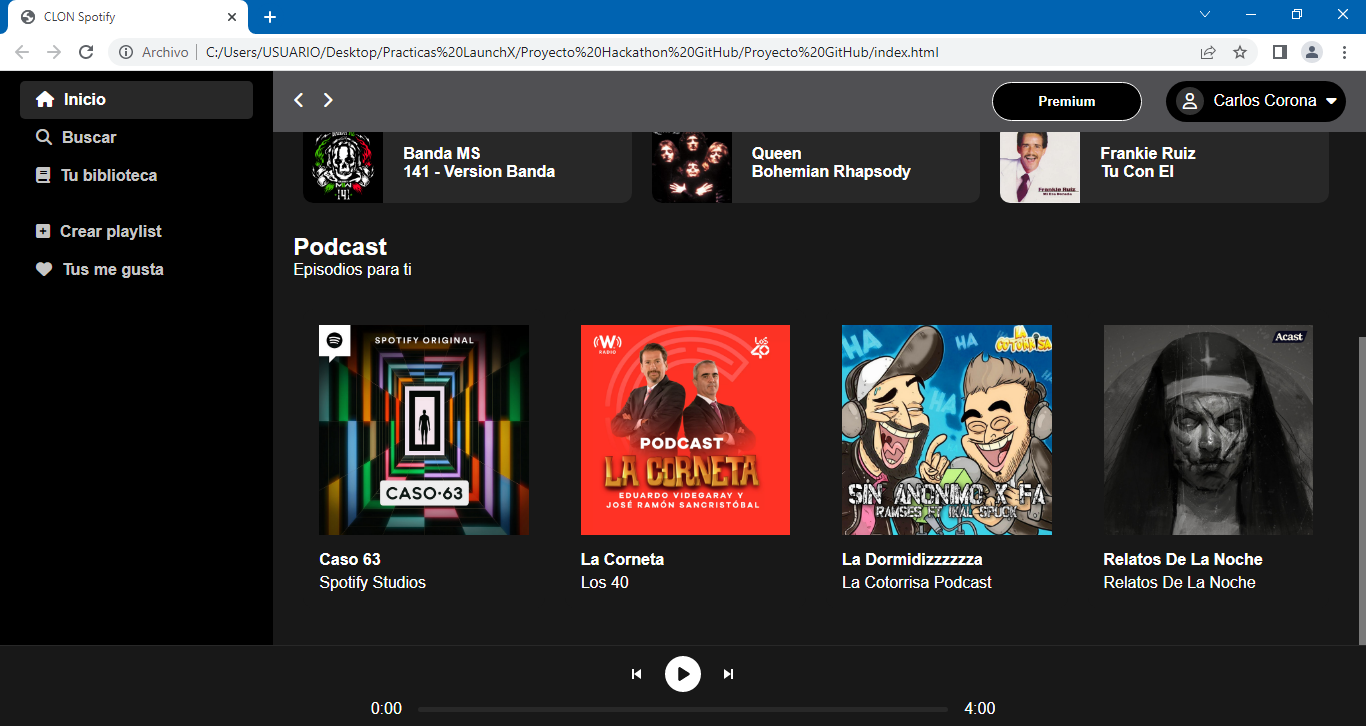 CLON Spotify
Archivo
C:/Users/USUARIO/Desktop/Practicas%20LaunchX/Proyecto%20Hackathon%20GitHub/Proyecto%20GitHub/index.html
Inicio
Buscar
Tu biblioteca
Crear playlist
Tus me gusta
Premium
Carlos Corona
Banda MS
141 - Version Banda
Queen
Bohemian Rhapsody
Frankie Ruiz
Tu Con El
141
Frankie Ruiz
Podcast
Episodios para ti
SPOTIFY ORIGINAL
CASO·63
Caso 63
Spotify Studios
(W)
RADIO
LOS
40
PODCAST
LA CORNETA
EDUARDO VIDEGARAY Y
JOSÉ RAMÓN SANCRISTÓBAL
La Corneta
Los 40
HA
HA
HA
LA
COTORRISA
SIN ANONIMO X FA
RAMSES FT IKAL SPUCK
La Dormidizzzzzza
La Cotorrisa Podcast
Acast
Relatos De La Noche
Relatos De La Noche
0:00
4:00